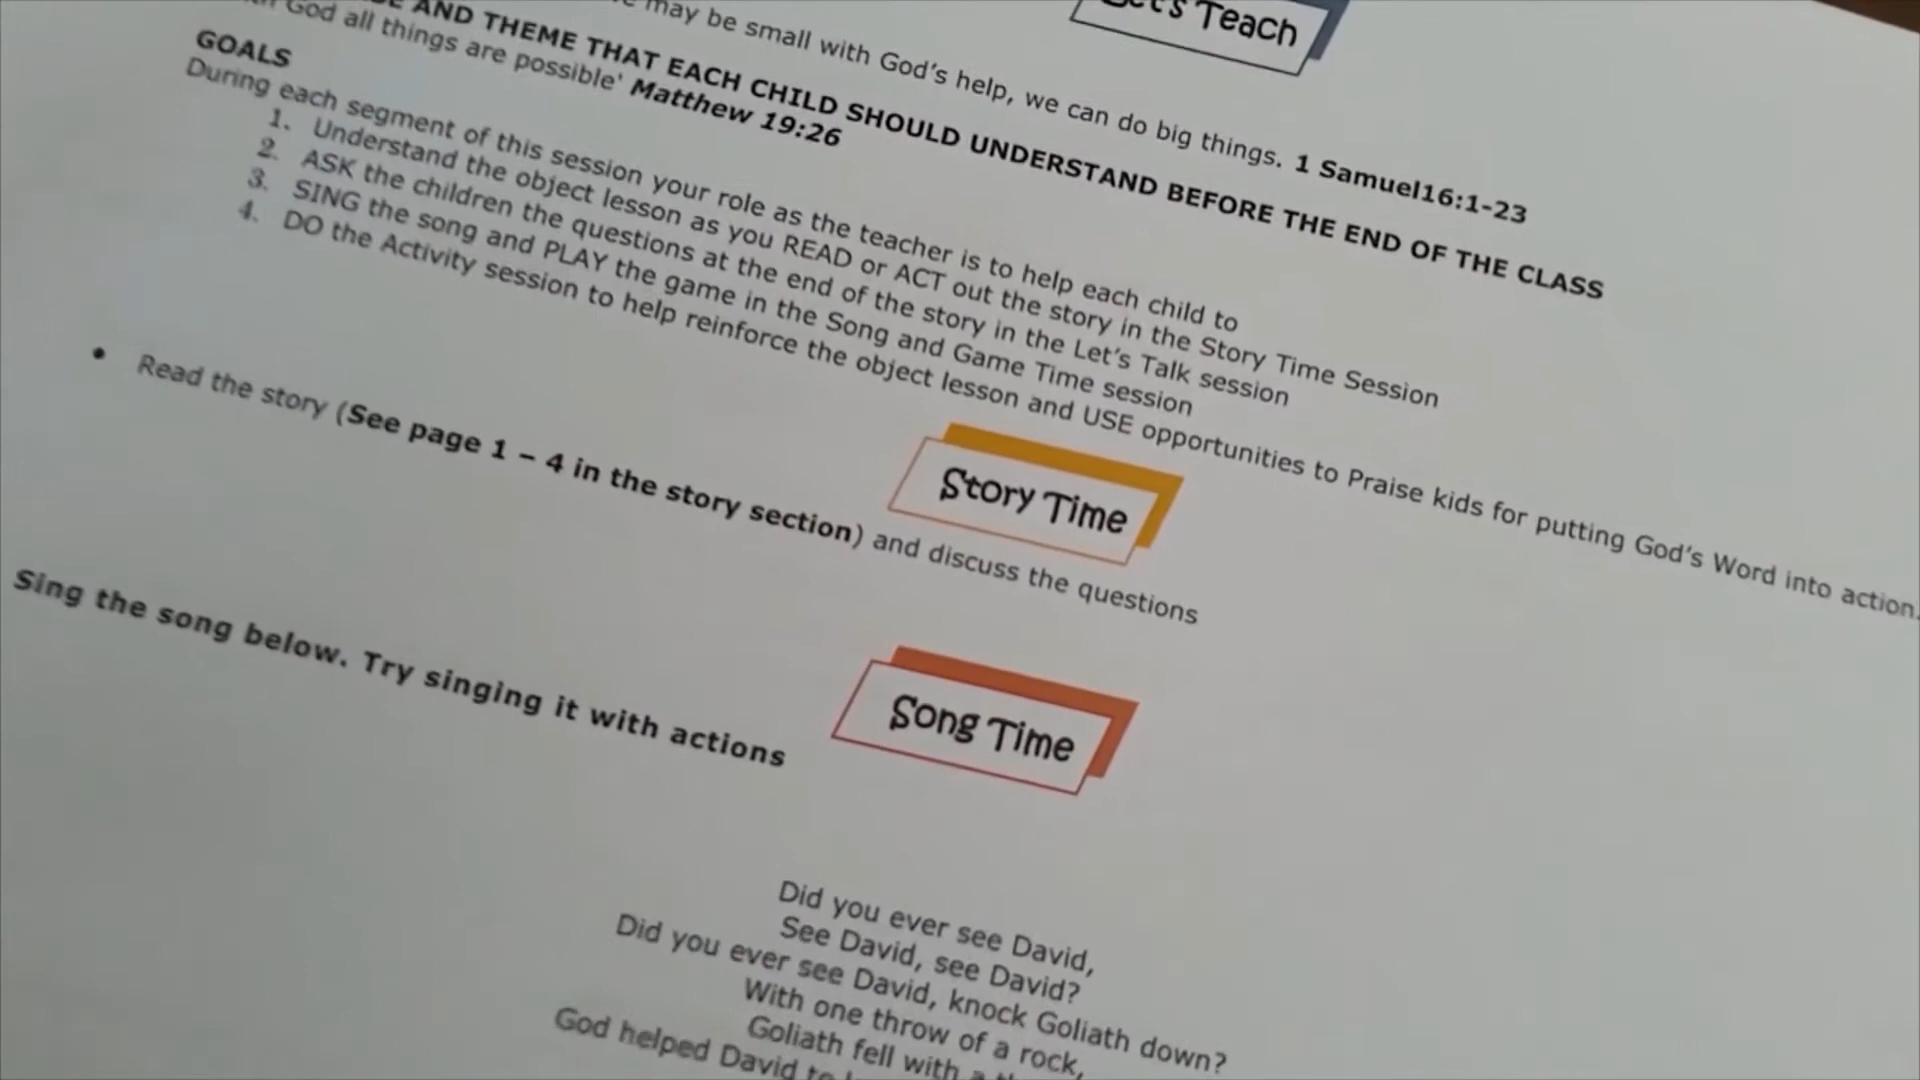 Let's Teach
may be small with God's help, we can do big things. 1 Samuel16:1-23
AND THEME THAT EACH CHILD SHOULD UNDERSTAND BEFORE THE END OF THE CLASS
God all things are possible' Matthew 19:26
GOALS
During each segment of this session your role as the teacher is to help each child to
1. Understand the object lesson as you READ or ACT out the story in the Story Time Session
2. ASK the children the questions at the end of the story in the Let's Talk session
3. SING the song and PLAY the game in the Song and Game Time session
4. DO the Activity session to help reinforce the object lesson and USE opportunities to Praise kids for putting God's Word into action.
Story Time
• Read the story (See page 1 – 4 in the story section) and discuss the questions
Song Time
Sing the song below. Try singing it with actions
Did you ever see David,
See David, see David?
Did you ever see David, knock Goliath down?
With one throw of a rock,
Goliath fell with a
God helped David to